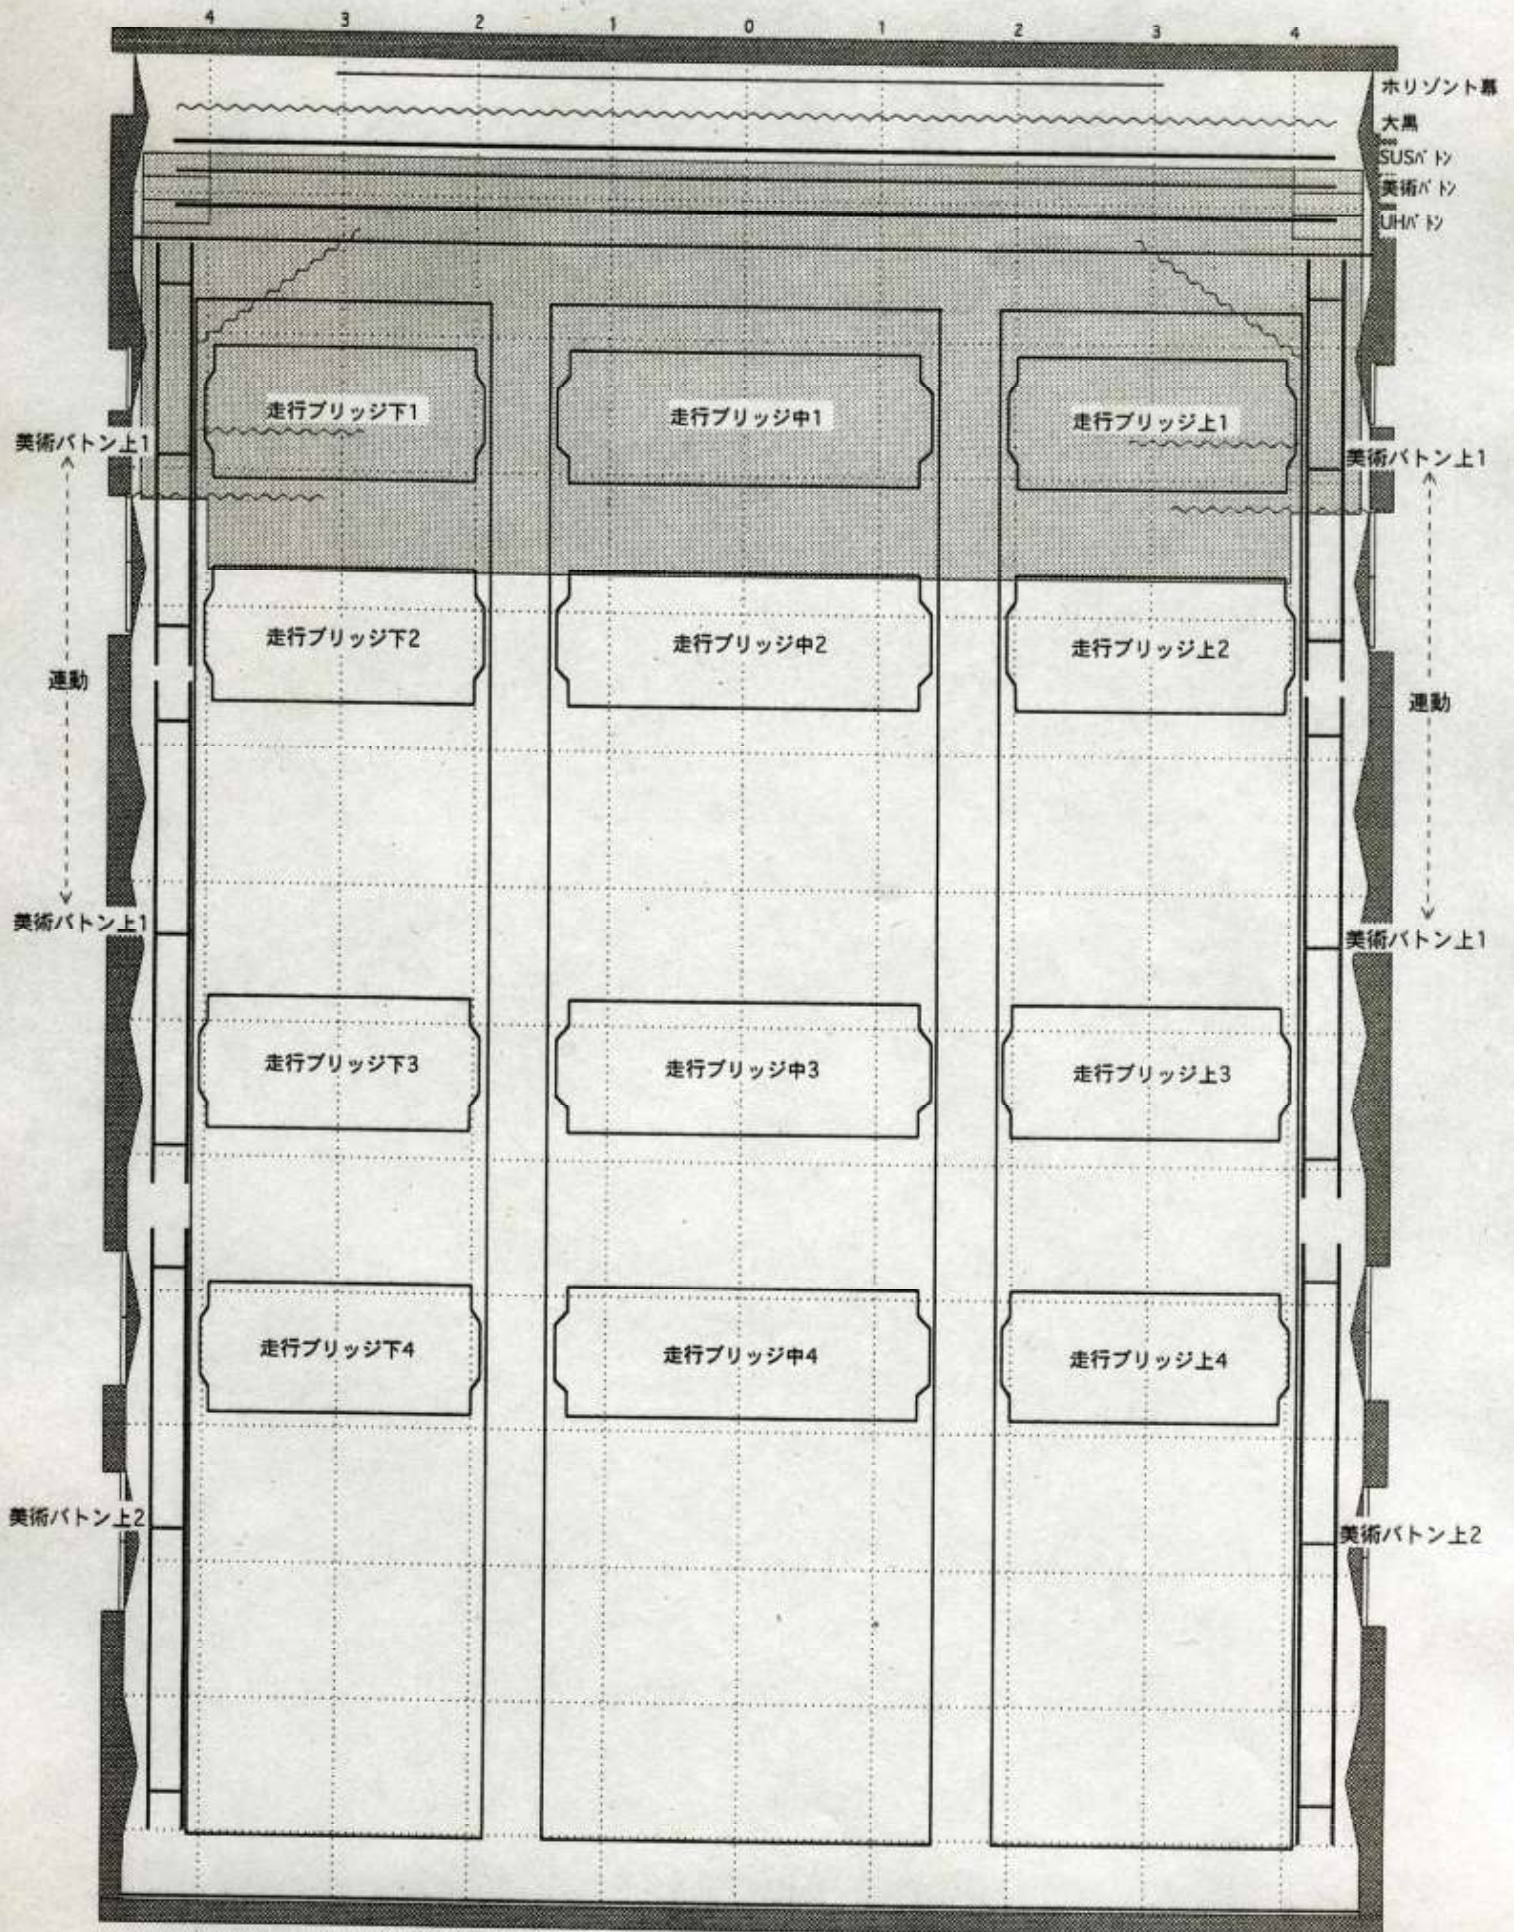 4 3 2 1 0 1 2 3 4
ホリゾント幕
大黒
SUSバトン
美術バトン
UHバトン
走行ブリッジ下1
走行ブリッジ中1
走行ブリッジ上1
美術バトン上1
美術バトン上1
走行ブリッジ下2
走行ブリッジ中2
走行ブリッジ上2
連動
連動
美術バトン上1
美術バトン上1
走行ブリッジ下3
走行ブリッジ中3
走行ブリッジ上3
走行ブリッジ下4
走行ブリッジ中4
走行ブリッジ上4
美術バトン上2
美術バトン上2